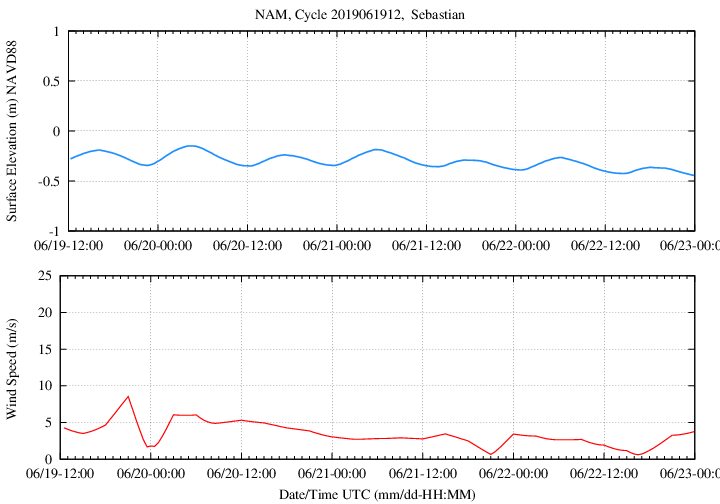 NAM, Cycle 2019061912, Sebastian
Surface Elevation (m) NAVD88
1
0.5
0
-0.5
-1
06/19-12:00 06/20-00:00 06/20-12:00 06/21-00:00 06/21-12:00 06/22-00:00 06/22-12:00 06/23-00:0
Wind Speed (m/s)
25
20
15
10
5
0
06/19-12:00 06/20-00:00 06/20-12:00 06/21-00:00 06/21-12:00 06/22-00:00 06/22-12:00 06/23-00:0
Date/Time UTC (mm/dd-HH:MM)